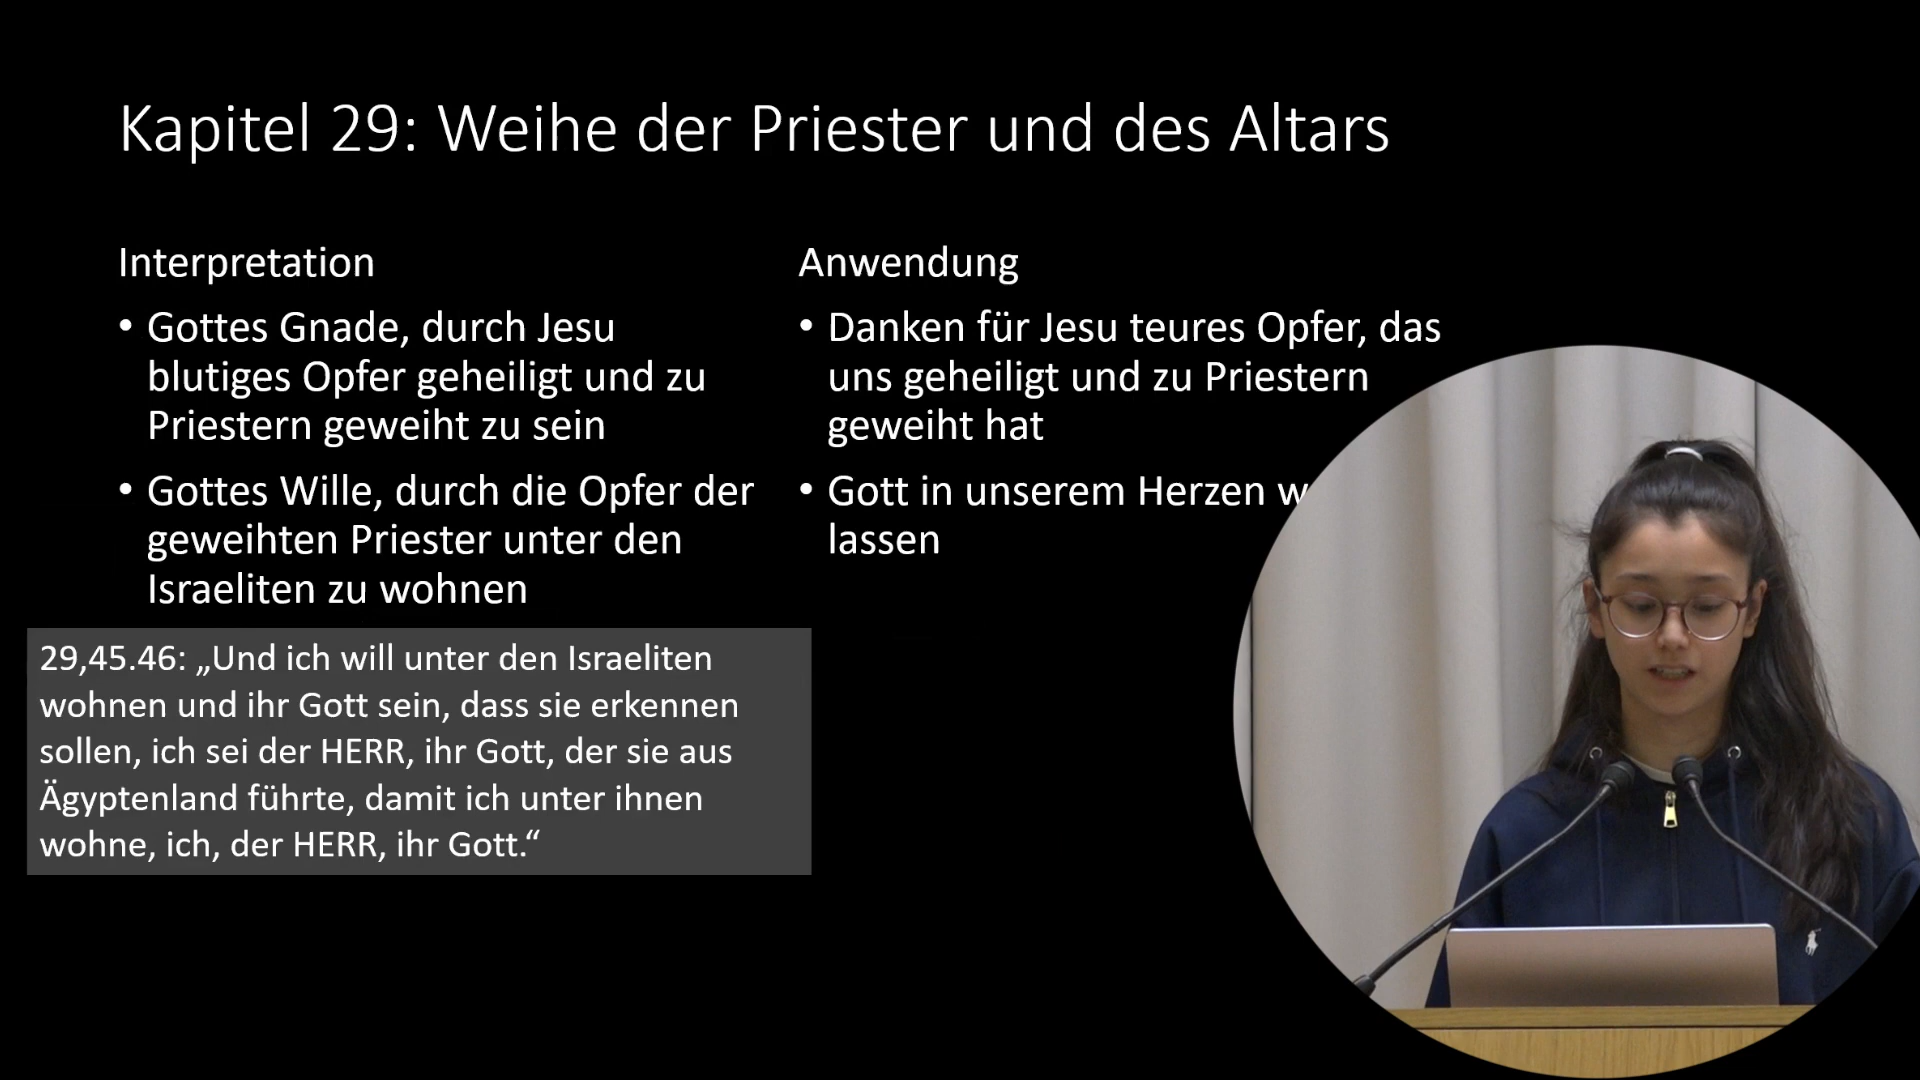 Kapitel 29: Weihe der Priester und des Altars
Interpretation
• Gottes Gnade, durch Jesu
blutiges Opfer geheiligt und zu
Priestern geweiht zu sein
• Gottes Wille, durch die Opfer der
geweihten Priester unter den
Israeliten zu wohnen
29,45.46: „Und ich will unter den Israeliten
wohnen und ihr Gott sein, dass sie erkennen
sollen, ich sei der HERR, ihr Gott, der sie aus
Ägyptenland führte, damit ich unter ihnen
wohne, ich, der HERR, ihr Gott.“
Anwendung
• Danken für Jesu teures Opfer, das
uns geheiligt und zu Priestern
geweiht hat
• Gott in unserem Herzen
lassen